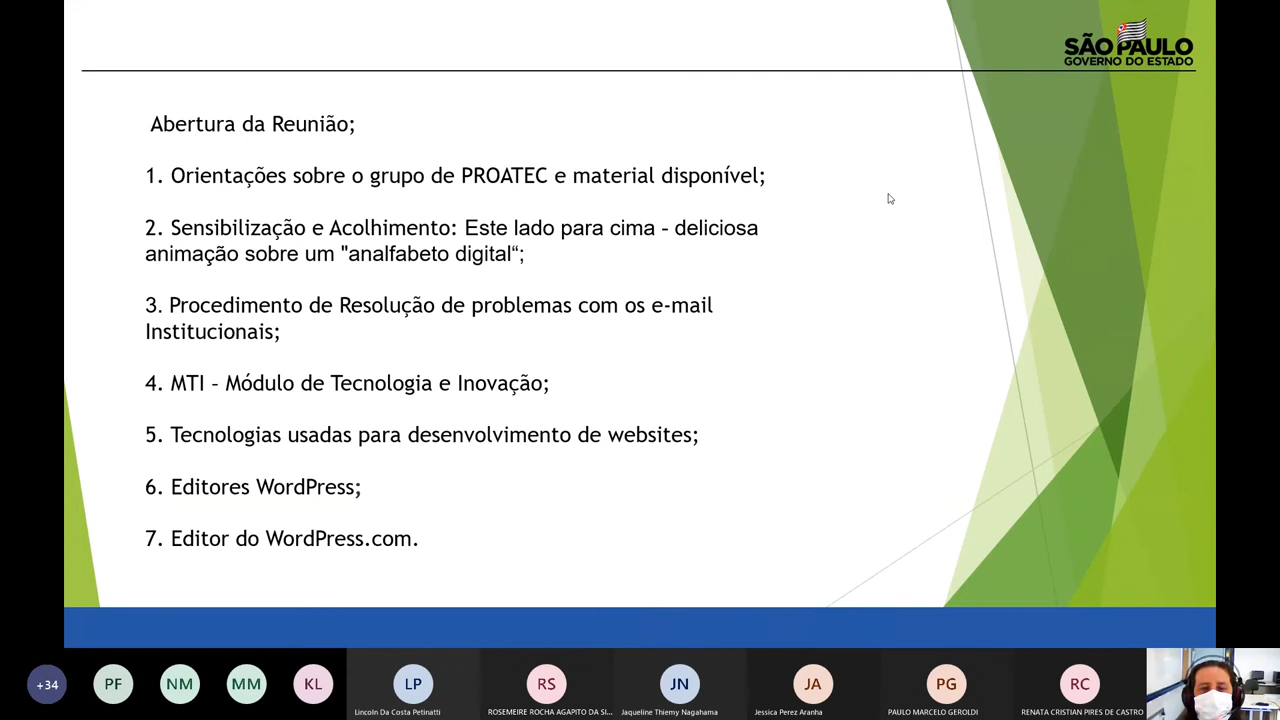 SÃO PAULO
GOVERNO DO ESTADO
Abertura da Reunião;
1. Orientações sobre o grupo de PROATEC e material disponível;
2. Sensibilização e Acolhimento: Este lado para cima - deliciosa
animação sobre um "analfabeto digital“;
3. Procedimento de Resolução de problemas com os e-mail
Institucionais;
4. MTI – Módulo de Tecnologia e Inovação;
5. Tecnologias usadas para desenvolvimento de websites;
6. Editores WordPress;
7. Editor do WordPress.com.
+34 PF NM MM KL LP RS JN JA PG RC
Lincoln Da Costa Petinatti ROSEMEIRE ROCHA AGAPITO DA SI... Jaqueline Thiemy Nagahama Jessica Perez Aranha PAULO MARCELO GEROLDI RENATA CRISTIAN PIRES DE CASTRO